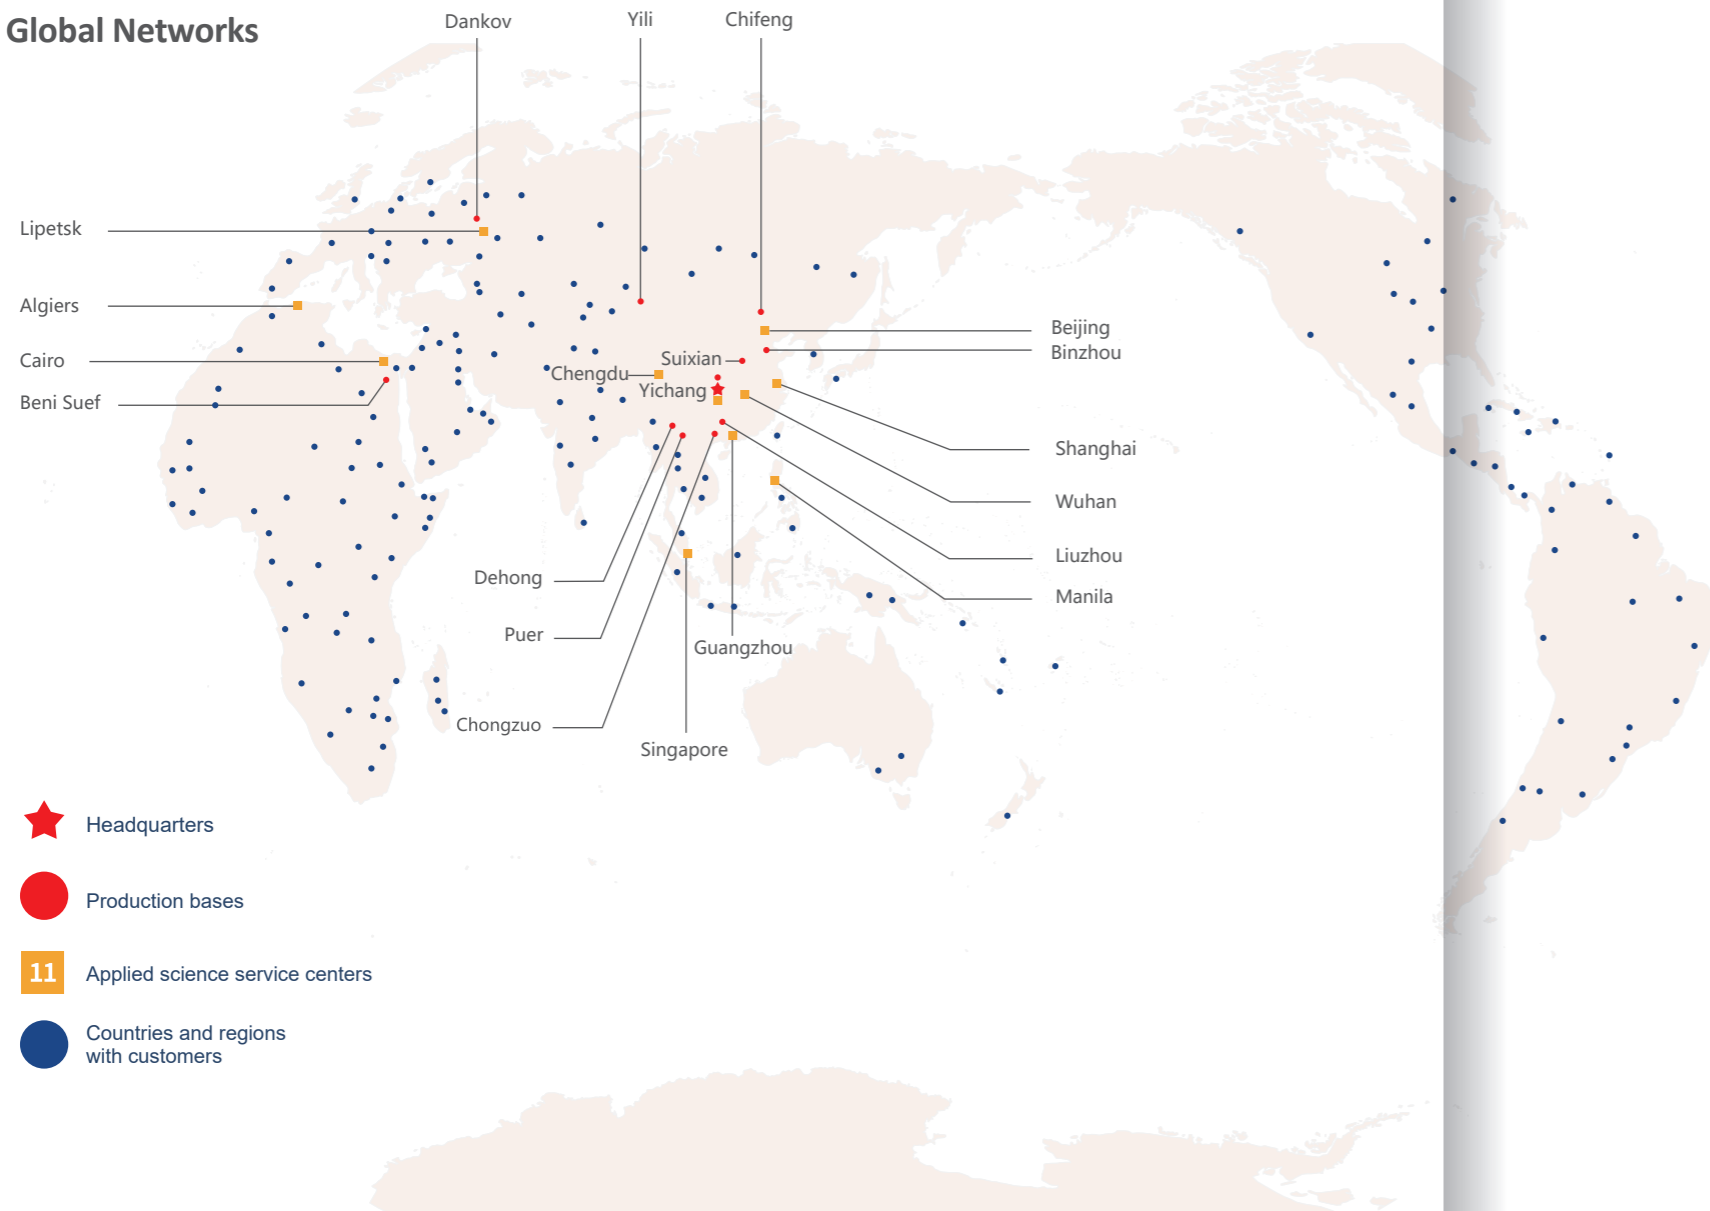 Global Networks
Dankov
Yili
Chifeng
Lipetsk
Algiers
Cairo
Beni Suef
Suixian
Chengdu
Yichang
Beijing
Binzhou
Shanghai
Wuhan
Liuzhou
Manila
Dehong
Puer
Guangzhou
Chongzuo
Singapore
Headquarters
Production bases
11
Applied science service centers
Countries and regions
with customers